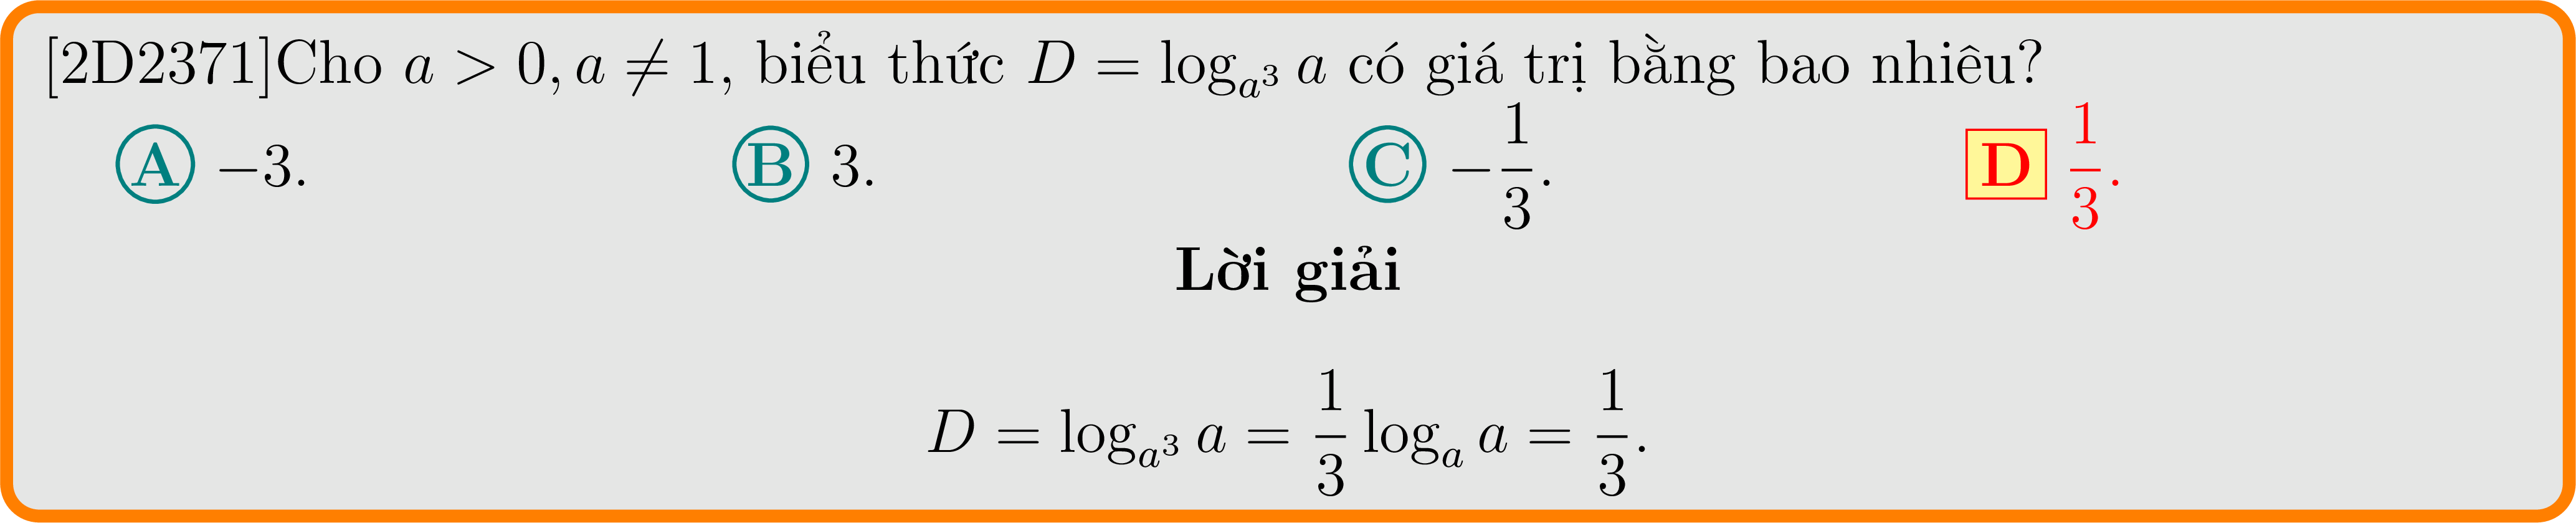 [2D2371]Cho a > 0, a ≠ 1, biểu thức D = log_{a^3} a có giá trị bằng bao nhiêu?
A −3. B 3. C −\frac{1}{3}. D \frac{1}{3}.
Lời giải
D = log_{a^3} a = \frac{1}{3} log_a a = \frac{1}{3}.